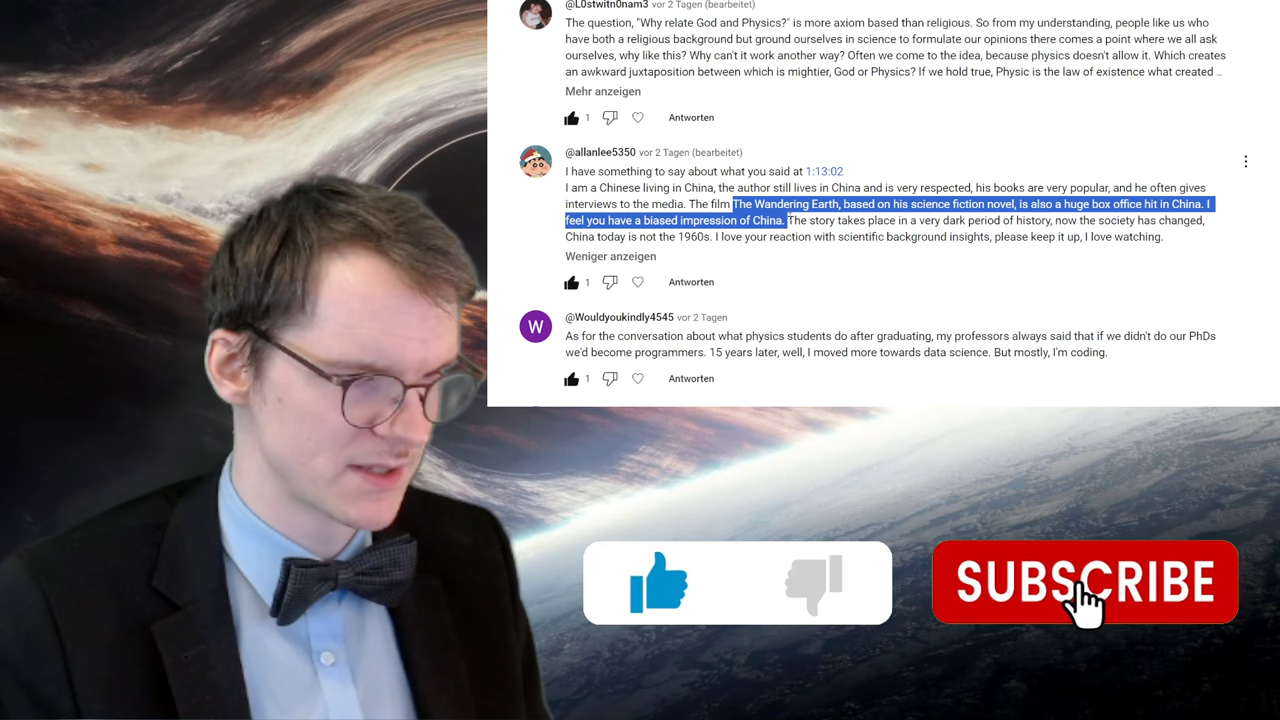 @L0stwitn0nam3 vor 2 Tagen (bearbeitet)
The question, "Why relate God and Physics?" is more axiom based than religious. So from my understanding, people like us who
have both a religious background but ground ourselves in science to formulate our opinions there comes a point where we all ask
ourselves, why like this? Why can't it work another way? Often we come to the idea, because physics doesn't allow it. Which creates
an awkward juxtaposition between which is mightier, God or Physics? If we hold true, Physic is the law of existence what created ...
Mehr anzeigen
1 Antworten
@allanlee5350 vor 2 Tagen (bearbeitet)
I have something to say about what you said at 1:13:02
I am a Chinese living in China, the author still lives in China and is very respected, his books are very popular, and he often gives
interviews to the media. The film The Wandering Earth, based on his science fiction novel, is also a huge box office hit in China. I
feel you have a biased impression of China. The story takes place in a very dark period of history, now the society has changed,
China today is not the 1960s. I love your reaction with scientific background insights, please keep it up, I love watching.
Weniger anzeigen
1 Antworten
W
@Wouldyoukindly4545 vor 2 Tagen
As for the conversation about what physics students do after graduating, my professors always said that if we didn't do our PhDs
we'd become programmers. 15 years later, well, I moved more towards data science. But mostly, I'm coding.
1 Antworten
SUBSCRIBE